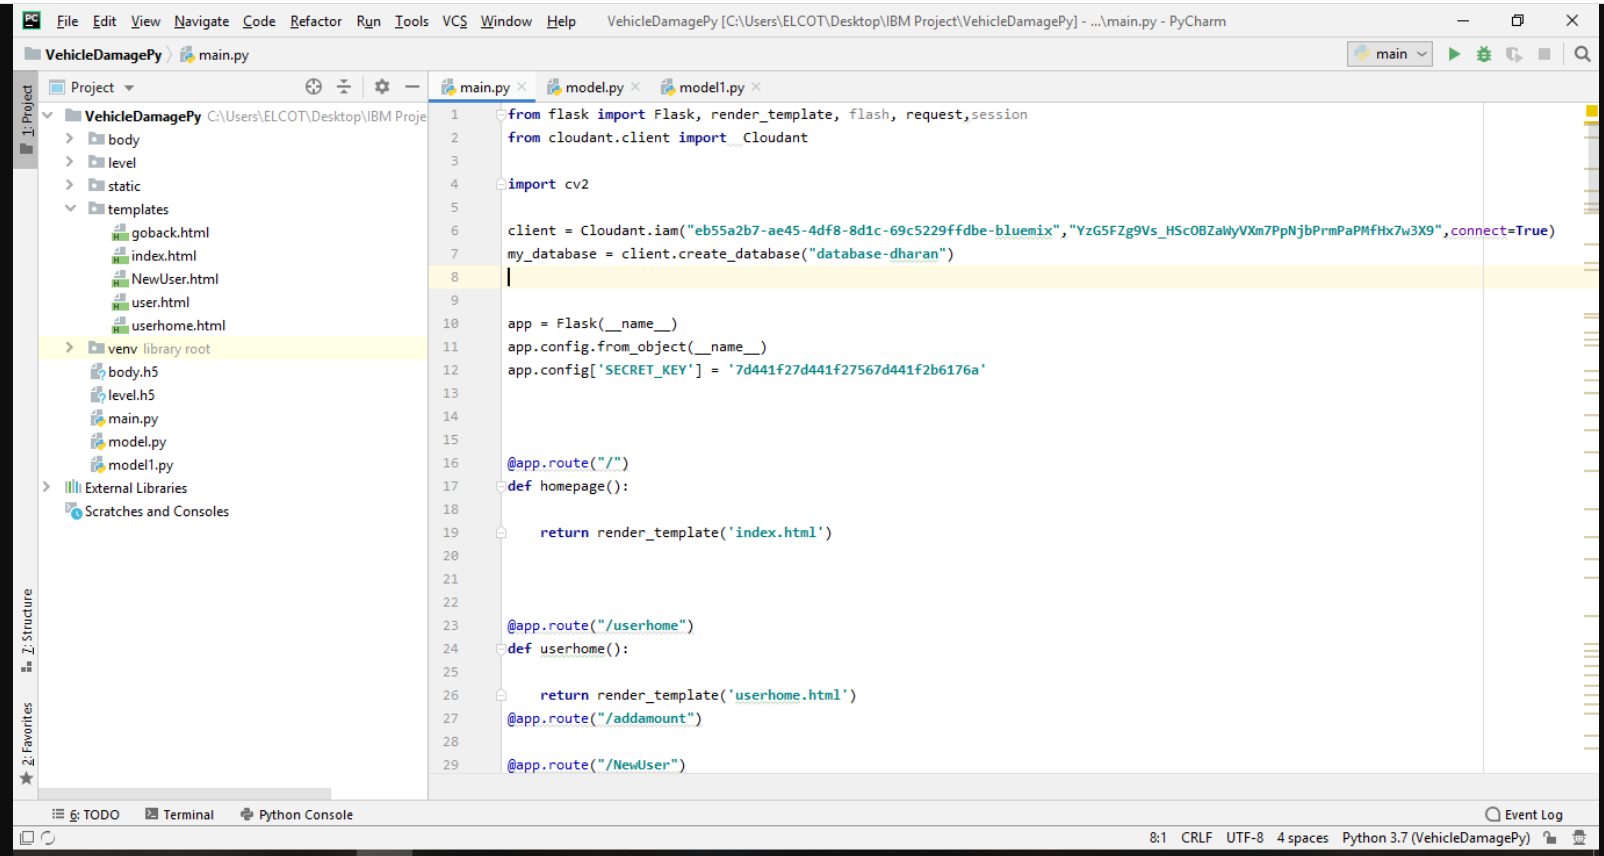 File Edit View Navigate Code Refactor Run Tools VCS Window Help VehicleDamagePy [C:\Users\ELCOT\Desktop\IBM Project\VehicleDamagePy] - ...\main.py - PyCharm
VehicleDamagePy main.py
main
1: Project
Project
VehicleDamagePy C:\Users\ELCOT\Desktop\IBM Proje
body
level
static
templates
goback.html
index.html
NewUser.html
user.html
userhome.html
venv library root
body.h5
level.h5
main.py
model.py
model1.py
External Libraries
Scratches and Consoles
7: Structure
2: Favorites
main.py model.py model1.py
1 from flask import Flask, render_template, flash, request,session
2 from cloudant.client import  Cloudant
3
4 import cv2
5
6 client = Cloudant.iam("eb55a2b7-ae45-4df8-8d1c-69c5229ffdbe-bluemix","YzG5FZg9Vs_HScOBZaWyVXm7PpNjbPrmPaPMfHx7w3X9",connect=True)
7 my_database = client.create_database("database-dharan")
8
9
10 app = Flask(__name__)
11 app.config.from_object(__name__)
12 app.config['SECRET_KEY'] = '7d441f27d441f27567d441f2b6176a'
13
14
15
16 @app.route("/")
17 def homepage():
18
19     return render_template('index.html')
20
21
22
23 @app.route("/userhome")
24 def userhome():
25
26     return render_template('userhome.html')
27 @app.route("/addamount")
28
29 @app.route("/NewUser")
6: TODO Terminal Python Console Event Log
8:1 CRLF UTF-8 4 spaces Python 3.7 (VehicleDamagePy)